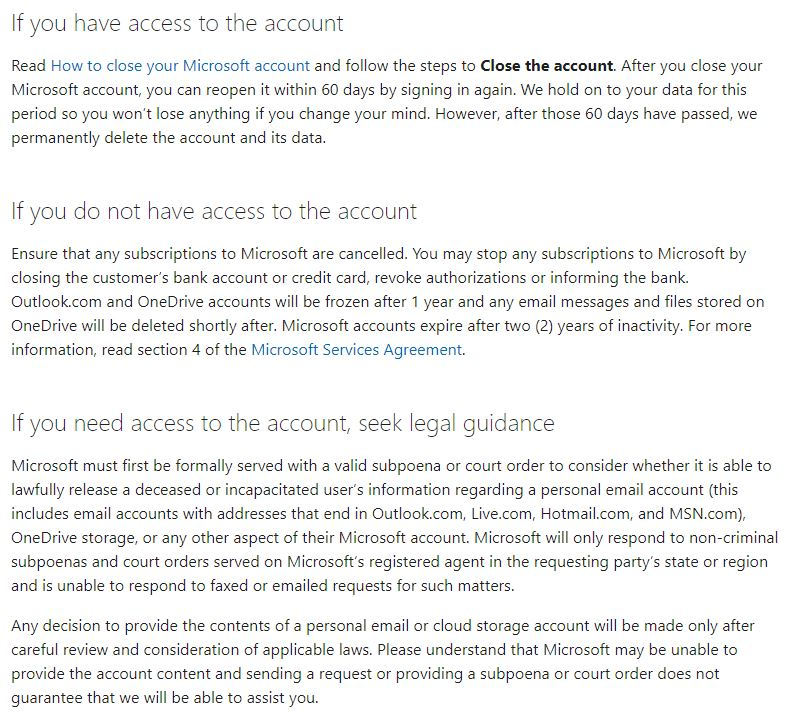 If you have access to the account
Read How to close your Microsoft account and follow the steps to Close the account. After you close your
Microsoft account, you can reopen it within 60 days by signing in again. We hold on to your data for this
period so you won't lose anything if you change your mind. However, after those 60 days have passed, we
permanently delete the account and its data.
If you do not have access to the account
Ensure that any subscriptions to Microsoft are cancelled. You may stop any subscriptions to Microsoft by
closing the customer's bank account or credit card, revoke authorizations or informing the bank.
Outlook.com and OneDrive accounts will be frozen after 1 year and any email messages and files stored on
OneDrive will be deleted shortly after. Microsoft accounts expire after two (2) years of inactivity. For more
information, read section 4 of the Microsoft Services Agreement.
If you need access to the account, seek legal guidance
Microsoft must first be formally served with a valid subpoena or court order to consider whether it is able to
lawfully release a deceased or incapacitated user's information regarding a personal email account (this
includes email accounts with addresses that end in Outlook.com, Live.com, Hotmail.com, and MSN.com),
OneDrive storage, or any other aspect of their Microsoft account. Microsoft will only respond to non-criminal
subpoenas and court orders served on Microsoft's registered agent in the requesting party's state or region
and is unable to respond to faxed or emailed requests for such matters.
Any decision to provide the contents of a personal email or cloud storage account will be made only after
careful review and consideration of applicable laws. Please understand that Microsoft may be unable to
provide the account content and sending a request or providing a subpoena or court order does not
guarantee that we will be able to assist you.